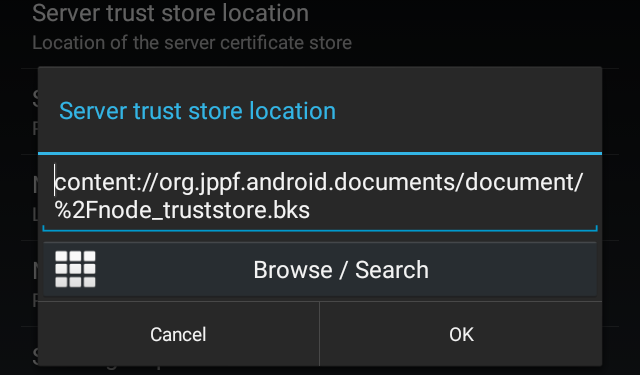 Server trust store location
Location of the server certificate store
Server trust store location
content://org.jppf.android.documents/document/
%2Fnode_truststore.bks
Browse / Search
Cancel
OK